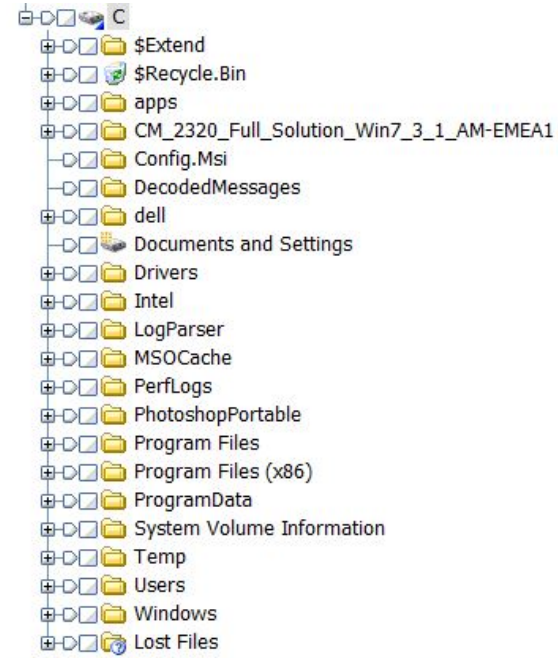 C
$Extend
$Recycle.Bin
apps
CM_2320_Full_Solution_Win7_3_1_AM-EMEA1
Config.Msi
DecodedMessages
dell
Documents and Settings
Drivers
Intel
LogParser
MSOCache
PerfLogs
PhotoshopPortable
Program Files
Program Files (x86)
ProgramData
System Volume Information
Temp
Users
Windows
Lost Files